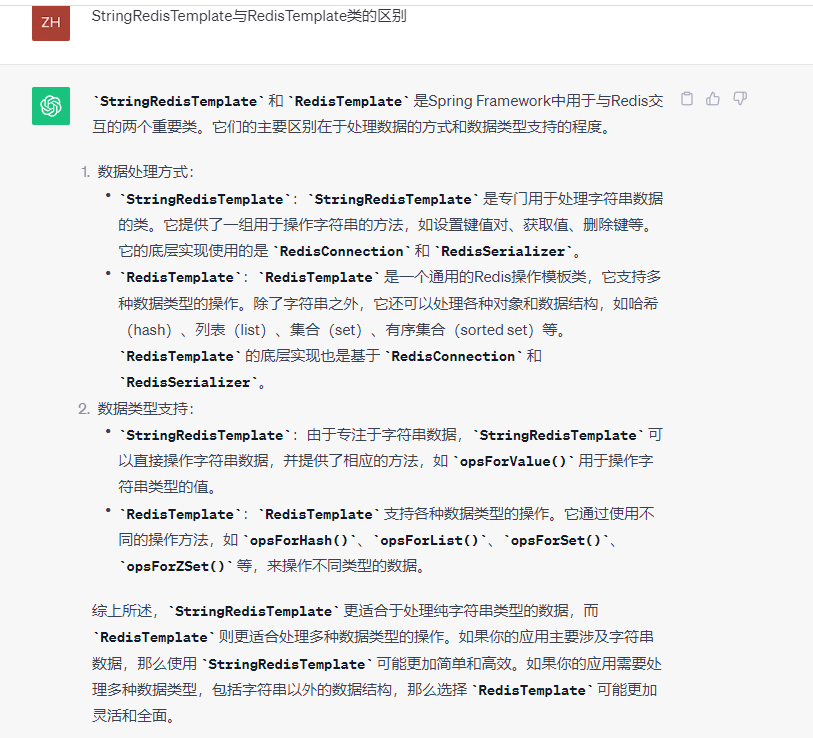 ZH
StringRedisTemplate与RedisTemplate类的区别
`StringRedisTemplate` 和 `RedisTemplate` 是Spring Framework中用于与Redis交
互的两个重要类。它们的主要区别在于处理数据的方式和数据类型支持的程度。
1. 数据处理方式：
• `StringRedisTemplate`：`StringRedisTemplate` 是专门用于处理字符串数据
的类。它提供了一组用于操作字符串的方法，如设置键值对、获取值、删除键等。
它的底层实现使用的是 `RedisConnection` 和 `RedisSerializer`。
• `RedisTemplate`：`RedisTemplate` 是一个通用的Redis操作模板类，它支持多
种数据类型的操作。除了字符串之外，它还可以处理各种对象和数据结构，如哈希
（hash）、列表（list）、集合（set）、有序集合（sorted set）等。
`RedisTemplate` 的底层实现也是基于 `RedisConnection` 和
`RedisSerializer`。
2. 数据类型支持：
• `StringRedisTemplate`：由于专注于字符串数据，`StringRedisTemplate` 可
以直接操作字符串数据，并提供了相应的方法，如 `opsForValue()` 用于操作字
符串类型的值。
• `RedisTemplate`：`RedisTemplate` 支持各种数据类型的操作。它通过使用不
同的操作方法，如 `opsForHash()`、`opsForList()`、`opsForSet()`、
`opsForZSet()` 等，来操作不同类型的数据。
综上所述，`StringRedisTemplate` 更适合于处理纯字符串类型的数据，而
`RedisTemplate` 则更适合处理多种数据类型的操作。如果你的应用主要涉及字符串
数据，那么使用 `StringRedisTemplate` 可能更加简单和高效。如果你的应用需要处
理多种数据类型，包括字符串以外的数据结构，那么选择 `RedisTemplate` 可能更加
灵活和全面。